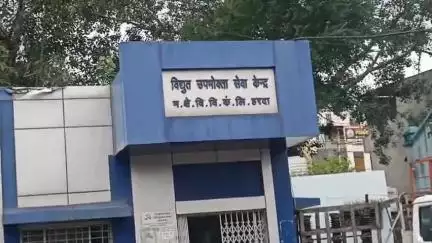 विद्युत उपभोक्ता सेवा केन्द्र
म.क्षे.वि.वि.कं.लि.हरदा